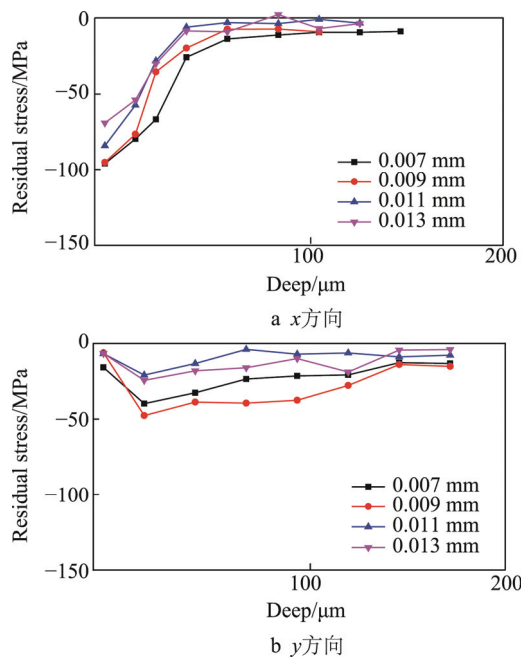 0
−50
−100
−150
Residual stress/MPa
0.007 mm
0.009 mm
0.011 mm
0.013 mm
100
200
Deep/μm
a x方向
0
−50
−100
−150
Residual stress/MPa
0.007 mm
0.009 mm
0.011 mm
0.013 mm
100
200
Deep/μm
b y方向